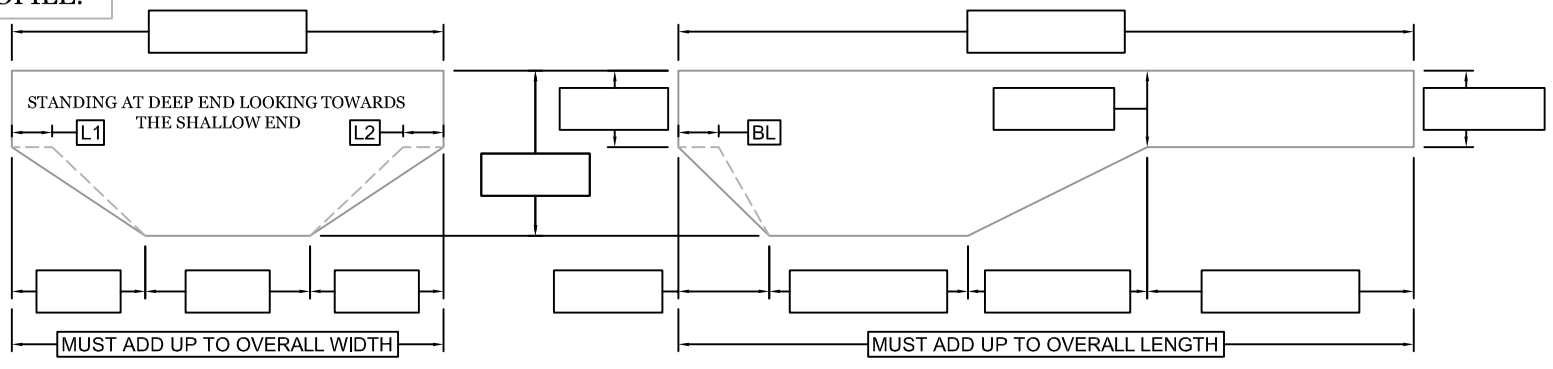 STANDING AT DEEP END LOOKING TOWARDS
THE SHALLOW END
L1
L2
BL
MUST ADD UP TO OVERALL WIDTH
MUST ADD UP TO OVERALL LENGTH